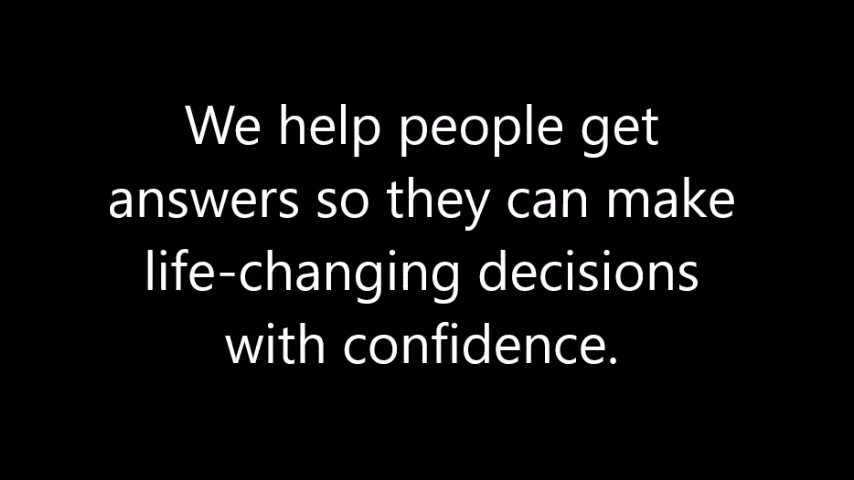 We help people get
answers so they can make
life-changing decisions
with confidence.